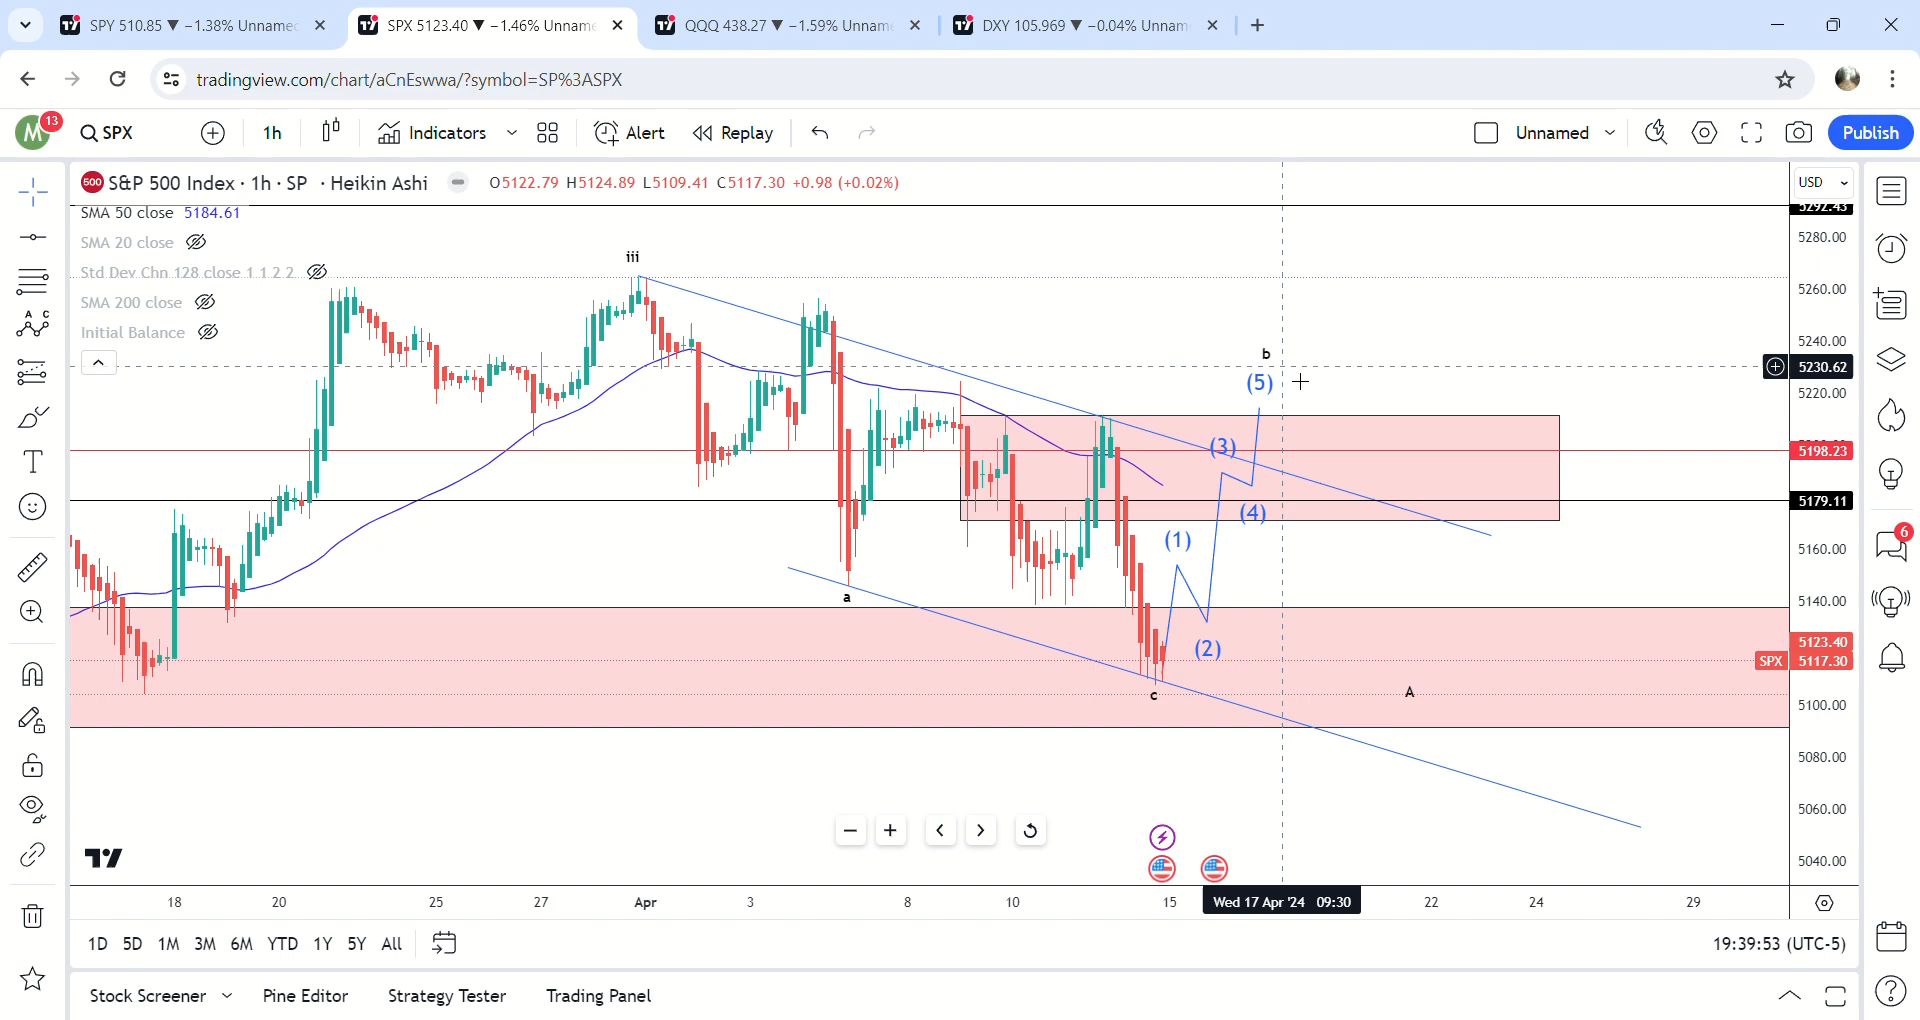 SPY 510.85 ▼ −1.38% Unnamed
SPX 5123.40 ▼ −1.46% Unname
QQQ 438.27 ▼ −1.59% Unnam
DXY 105.969 ▼ −0.04% Unnam
tradingview.com/chart/aCnEswwa/?symbol=SP%3ASPX
M
13
SPX
1h
Indicators
Alert
Replay
Unnamed
Publish
500
S&P 500 Index · 1h · SP · Heikin Ashi
O5122.79 H5124.89 L5109.41 C5117.30 +0.98 (+0.02%)
USD
SMA 50 close 5184.61
SMA 20 close
Std Dev Chn 128 close 1 1 2 2
SMA 200 close
Initial Balance
A C
B
iii
b
(5)
(3)
(4)
(1)
(2)
a
c
A
5292.43
5280.00
5260.00
5240.00
5230.62
5220.00
5198.23
5179.11
5160.00
5140.00
5123.40
SPX 5117.30
5100.00
5080.00
5060.00
5040.00
6
18
20
25
27
Apr
3
8
10
15
Wed 17 Apr '24 09:30
22
24
29
1D 5D 1M 3M 6M YTD 1Y 5Y All
19:39:53 (UTC-5)
Stock Screener
Pine Editor
Strategy Tester
Trading Panel